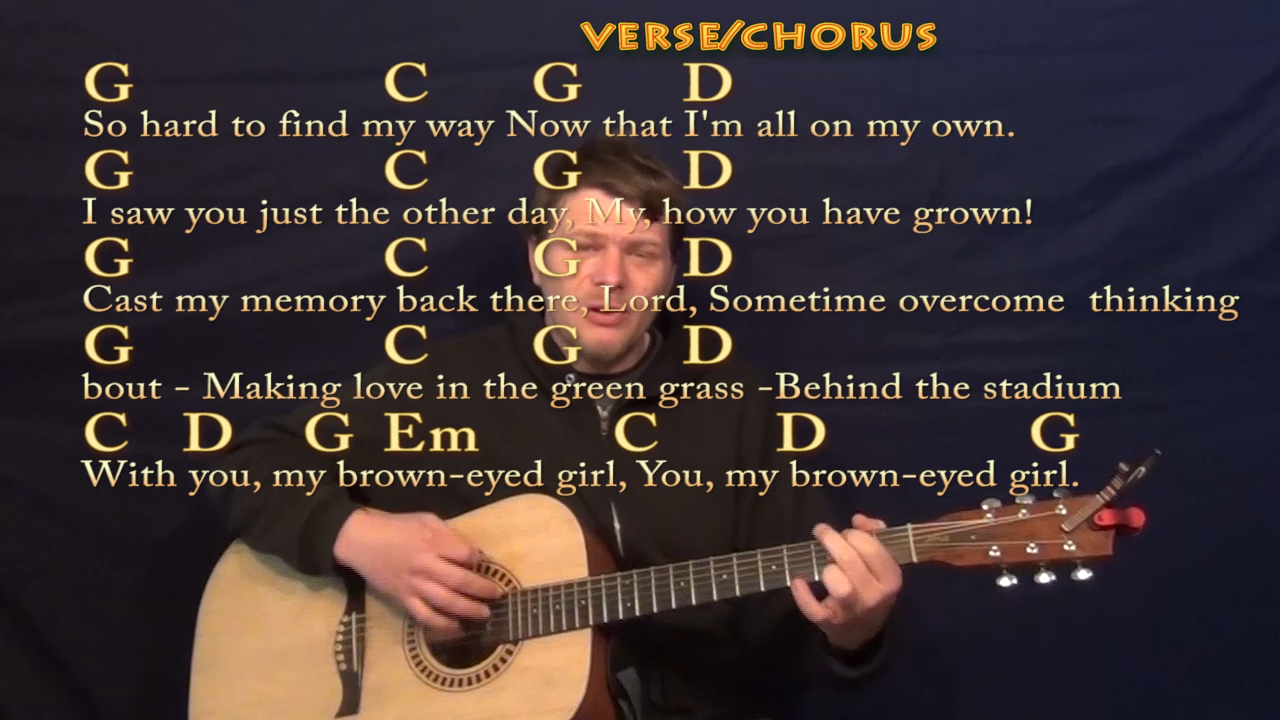 VERSE/CHORUS
G C G D
So hard to find my way Now that I'm all on my own.
G C G D
I saw you just the other day, My, how you have grown!
G C G D
Cast my memory back there, Lord, Sometime overcome thinking
G C G D
bout - Making love in the green grass -Behind the stadium
C D G Em C D G
With you, my brown-eyed girl, You, my brown-eyed girl.